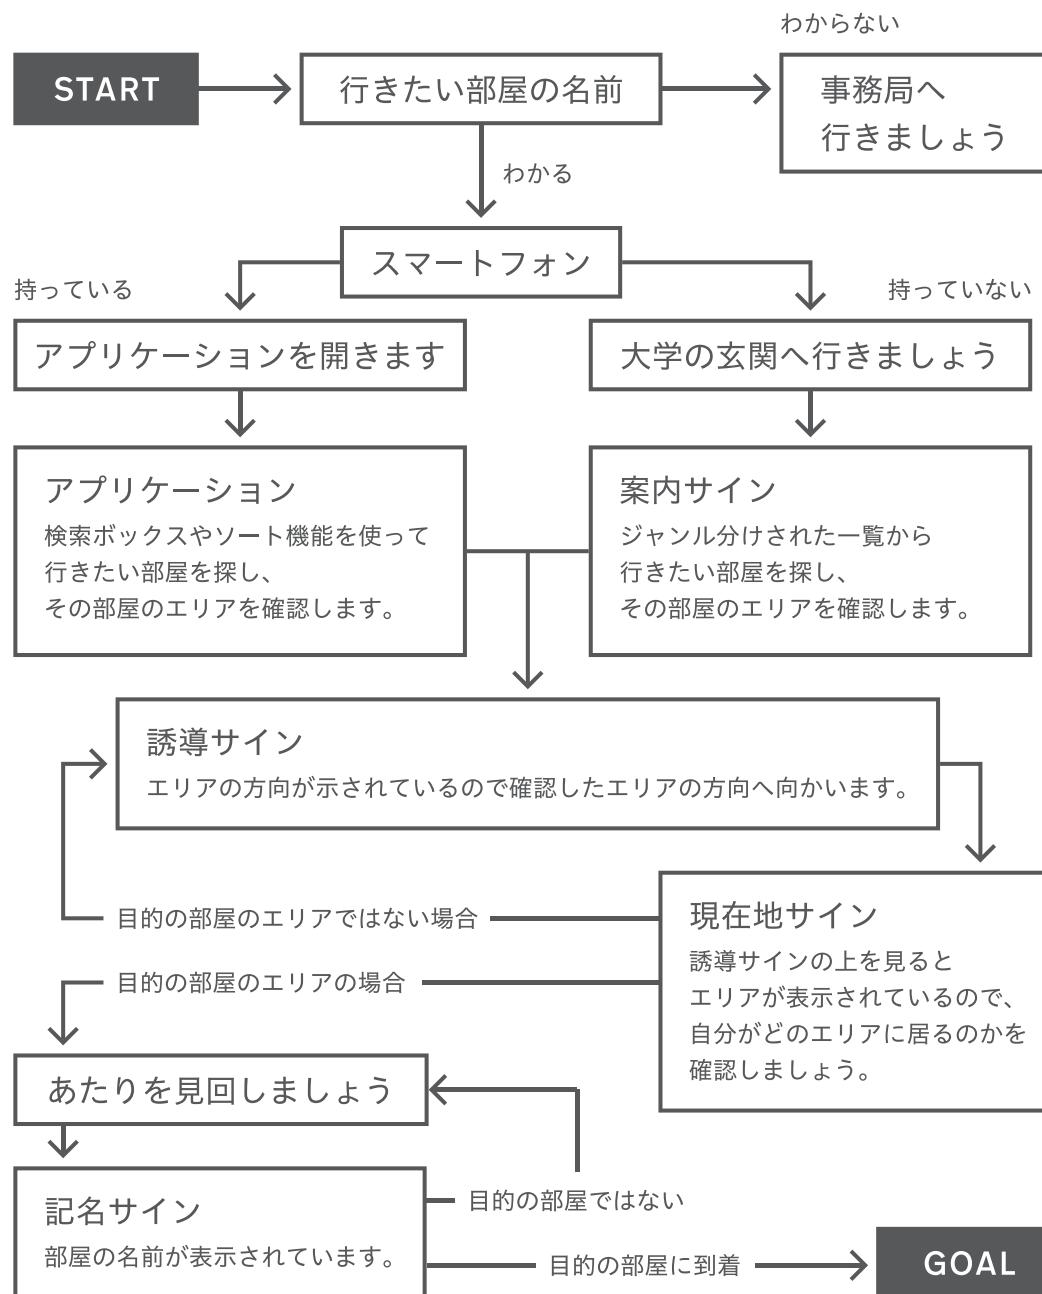 わからない
START
行きたい部屋の名前
事務局へ
行きましょう
わかる
スマートフォン
持っている
持っていない
アプリケーションを開きます
大学の玄関へ行きましょう
アプリケーション
検索ボックスやソート機能を使って
行きたい部屋を探し、
その部屋のエリアを確認します。
案内サイン
ジャンル分けされた一覧から
行きたい部屋を探し、
その部屋のエリアを確認します。
誘導サイン
エリアの方向が示されているので確認したエリアの方向へ向かいます。
目的の部屋のエリアではない場合
目的の部屋のエリアの場合
現在地サイン
誘導サインの上を見ると
エリアが表示されているので、
自分がどのエリアに居るのかを
確認しましょう。
あたりを見回しましょう
記名サイン
部屋の名前が表示されています。
目的の部屋ではない
目的の部屋に到着
GOAL